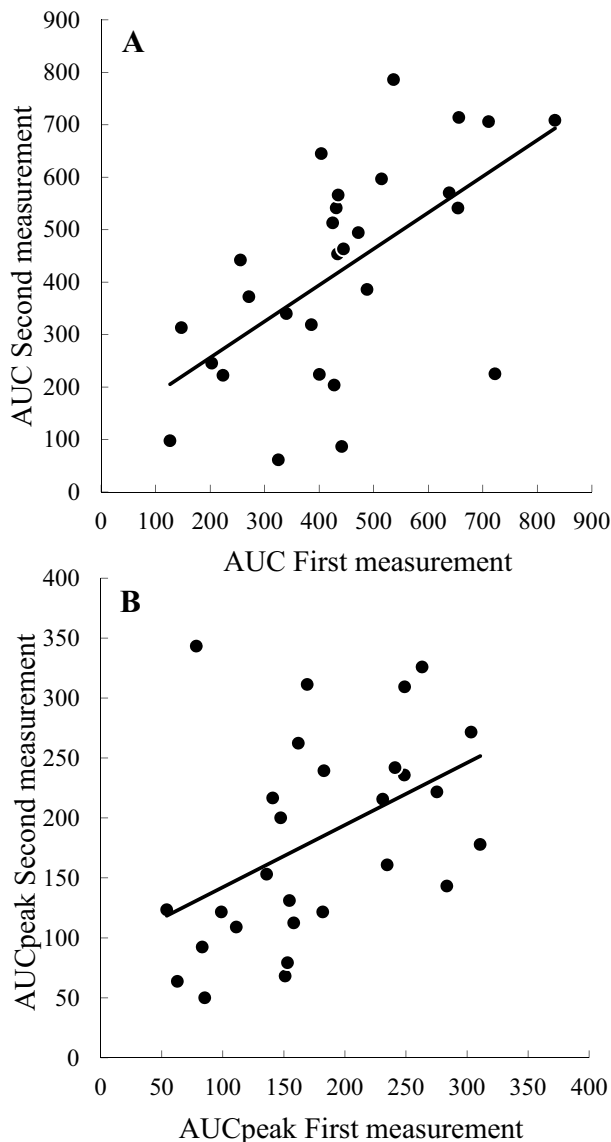 A
AUC Second measurement
900
800
700
600
500
400
300
200
100
0
0 100 200 300 400 500 600 700 800 900
AUC First measurement
B
AUCpeak Second measurement
400
350
300
250
200
150
100
50
0
0 50 100 150 200 250 300 350 400
AUCpeak First measurement